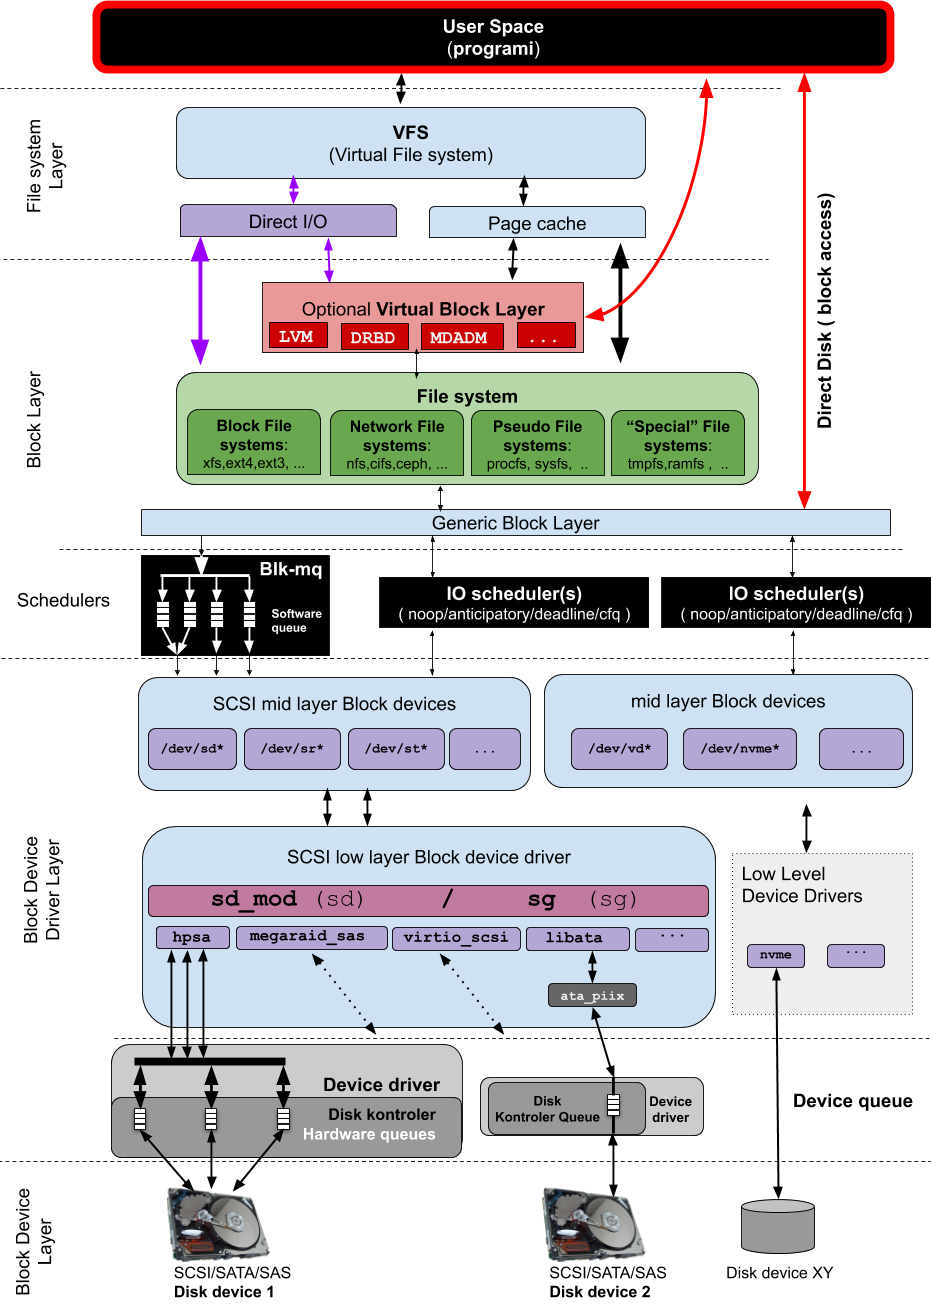 User Space
(programi)
File system
Layer
VFS
(Virtual File system)
Direct I/O
Page cache
Direct Disk ( block access)
Block Layer
Optional Virtual Block Layer
LVM
DRBD
MDADM
...
File system
Block File
systems:
xfs,ext4,ext3, ...
Network File
systems:
nfs,cifs,ceph, ...
Pseudo File
systems:
procfs, sysfs, ..
“Special” File
systems:
tmpfs,ramfs , ..
Generic Block Layer
Schedulers
Blk-mq
Software
queue
IO scheduler(s)
( noop/anticipatory/deadline/cfq )
IO scheduler(s)
( noop/anticipatory/deadline/cfq )
Block Device
Driver Layer
SCSI mid layer Block devices
/dev/sd*
/dev/sr*
/dev/st*
...
mid layer Block devices
/dev/vd*
/dev/nvme*
...
SCSI low layer Block device driver
sd_mod (sd) / sg (sg)
hpsa
megaraid_sas
virtio_scsi
libata
...
ata_piix
Low Level
Device Drivers
nvme
...
Device driver
Disk kontroler
Hardware queues
Disk
Kontroler Queue
Device
driver
Device queue
Block Device
Layer
SCSI/SATA/SAS
Disk device 1
SCSI/SATA/SAS
Disk device 2
Disk device XY